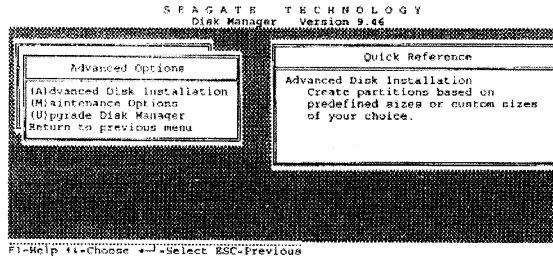 SEAGATE TECHNOLOGY
Disk Manager Version 9.46
Advanced Options
(A)dvanced Disk Installation
(M)aintenance Options
(U)pgrade Disk Manager
Return to previous menu
Quick Reference
Advanced Disk Installation
Create partitions based on
predefined sizes or custom sizes
of your choice.
F1-Help ↑↓-Choose ←┘-Select ESC-Previous